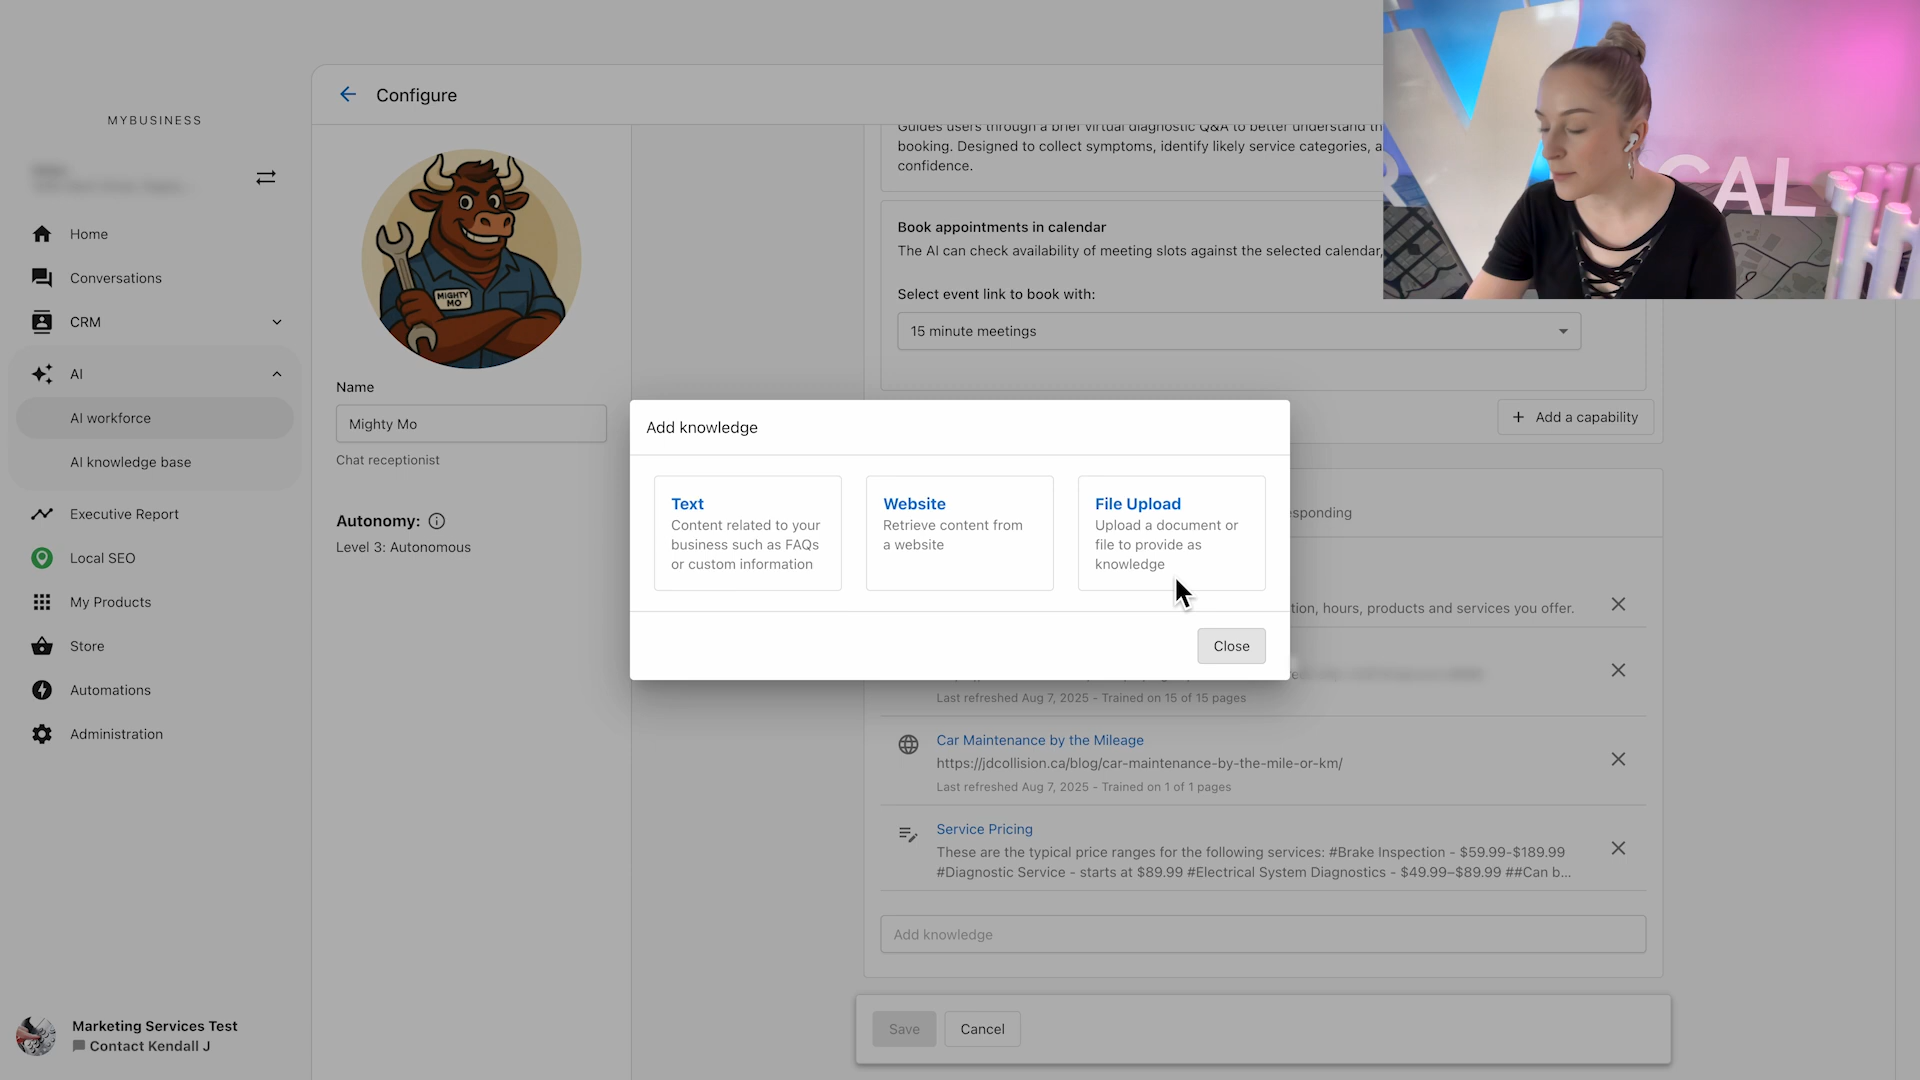 MYBUSINESS
Home
Conversations
CRM
AI
AI workforce
AI knowledge base
Executive Report
Local SEO
My Products
Store
Automations
Administration
Marketing Services Test
Contact Kendall J
Configure
MIGHTY
MO
Name
Mighty Mo
Chat receptionist
Autonomy:
Level 3: Autonomous
Guides users through a brief virtual diagnostic Q&A to better understand
booking. Designed to collect symptoms, identify likely service categories,
confidence.
Book appointments in calendar
The AI can check availability of meeting slots against the selected calendar,
Select event link to book with:
15 minute meetings
+ Add a capability
Add knowledge
Text
Content related to your
business such as FAQs
or custom information
Website
Retrieve content from
a website
File Upload
Upload a document or
file to provide as
knowledge
Close
sponding
tion, hours, products and services you offer.
Last refreshed Aug 7, 2025 - Trained on 15 of 15 pages
Car Maintenance by the Mileage
https://jdcollision.ca/blog/car-maintenance-by-the-mile-or-km/
Last refreshed Aug 7, 2025 - Trained on 1 of 1 pages
Service Pricing
These are the typical price ranges for the following services: #Brake Inspection - $59.99-$189.99
#Diagnostic Service - starts at $89.99 #Electrical System Diagnostics - $49.99–$89.99 ##Can b...
Add knowledge
Save
Cancel
CAL